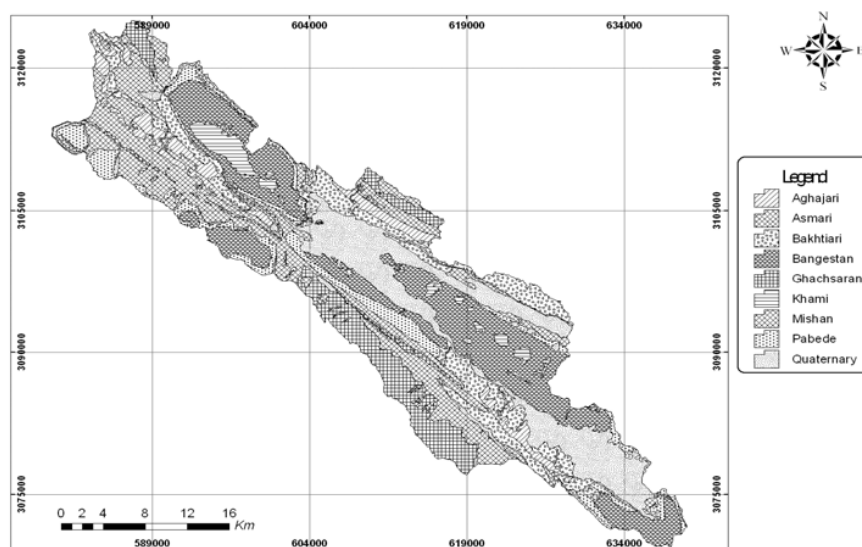 589000 604000 619000 634000
N
W E
S
3120000 3120000
3105000 3105000
3090000 3090000
3075000 3075000
Legend
Aghajari
Asmari
Bakhtiari
Bangestan
Ghachsaran
Khami
Mishan
Pabede
Quaternary
0 2 4 8 12 16
Km
589000 604000 619000 634000